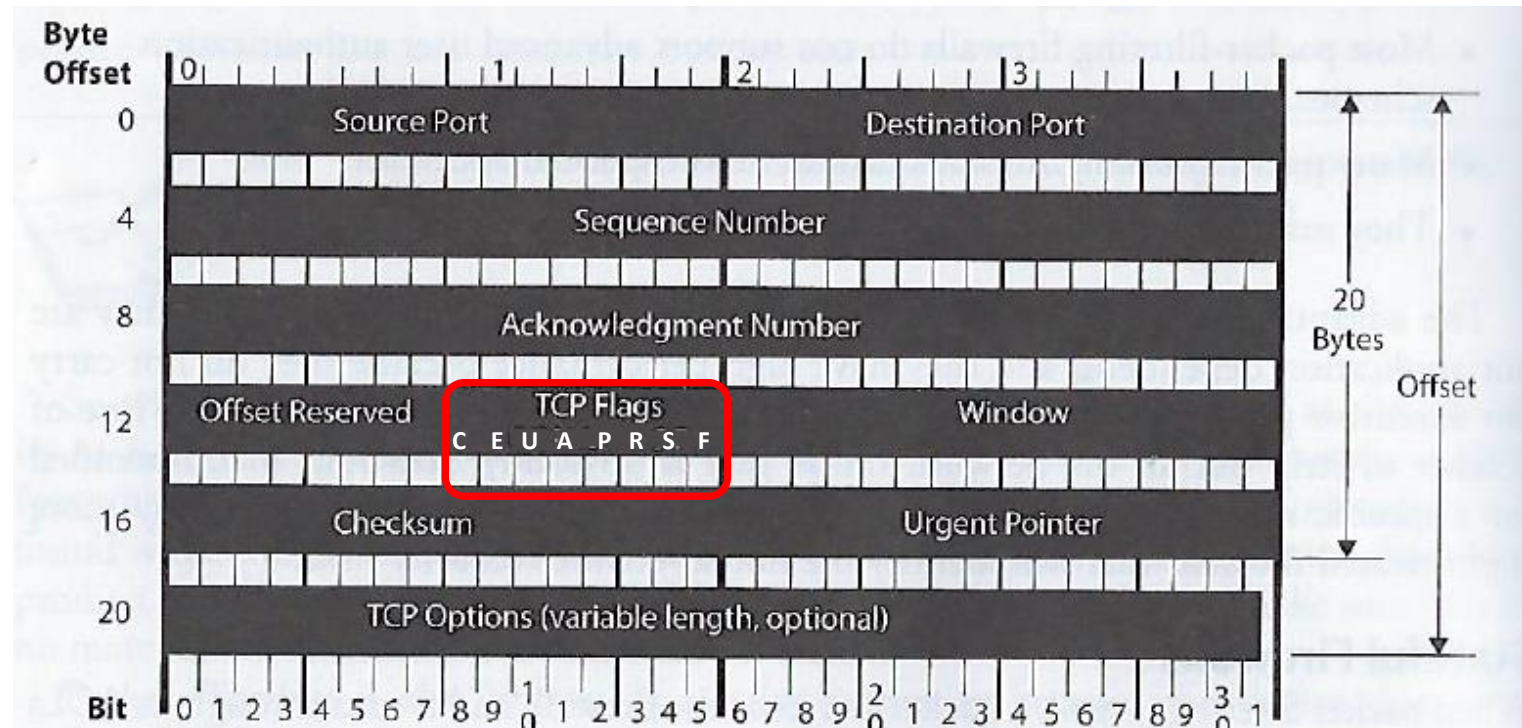 Byte
Offset 0 1 2 3
0 Source Port Destination Port
4 Sequence Number
8 Acknowledgment Number
20
Bytes
Offset
12 Offset Reserved TCP Flags Window
C E U A P R S F
16 Checksum Urgent Pointer
20 TCP Options (variable length, optional)
Bit 0 1 2 3 4 5 6 7 8 9 1 0 1 2 3 4 5 6 7 8 9 2 0 1 2 3 4 5 6 7 8 9 3 0 1